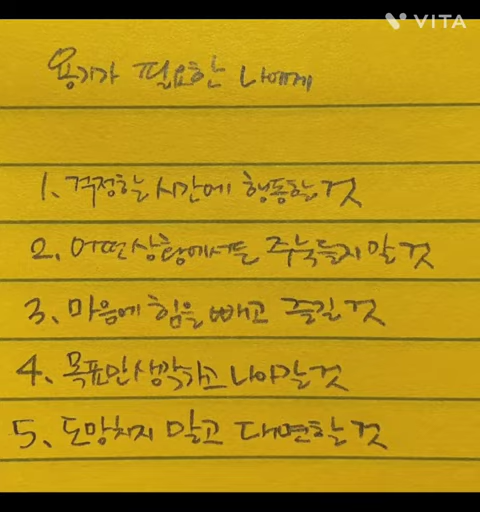 VITA
용기가 필요한 나에게
1. 걱정할 시간에 행동할 것
2. 어떤 상황에서든 주눅들지 말 것
3. 마음에 힘을 빼고 즐길 것
4. 목표만 생각하고 나아갈 것
5. 도망치지 말고 대면할 것